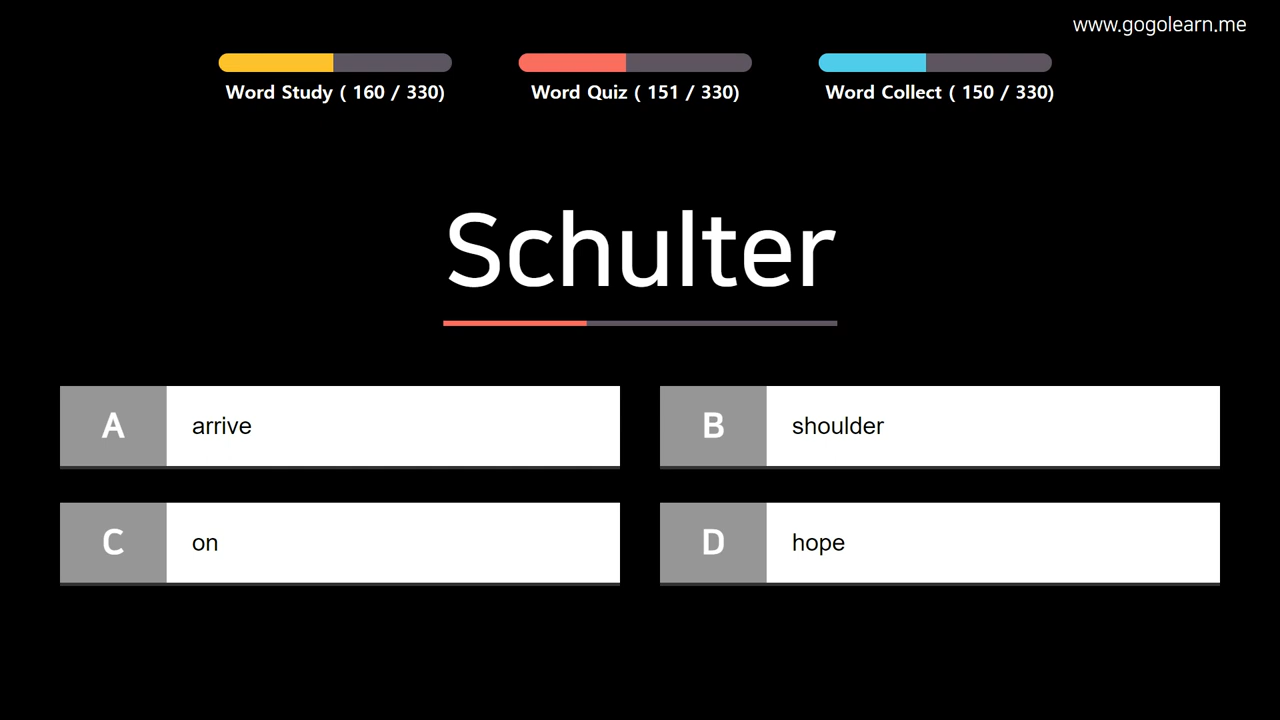 www.gogolearn.me
Word Study ( 160 / 330)
Word Quiz ( 151 / 330)
Word Collect ( 150 / 330)
Schulter
A arrive
B shoulder
C on
D hope